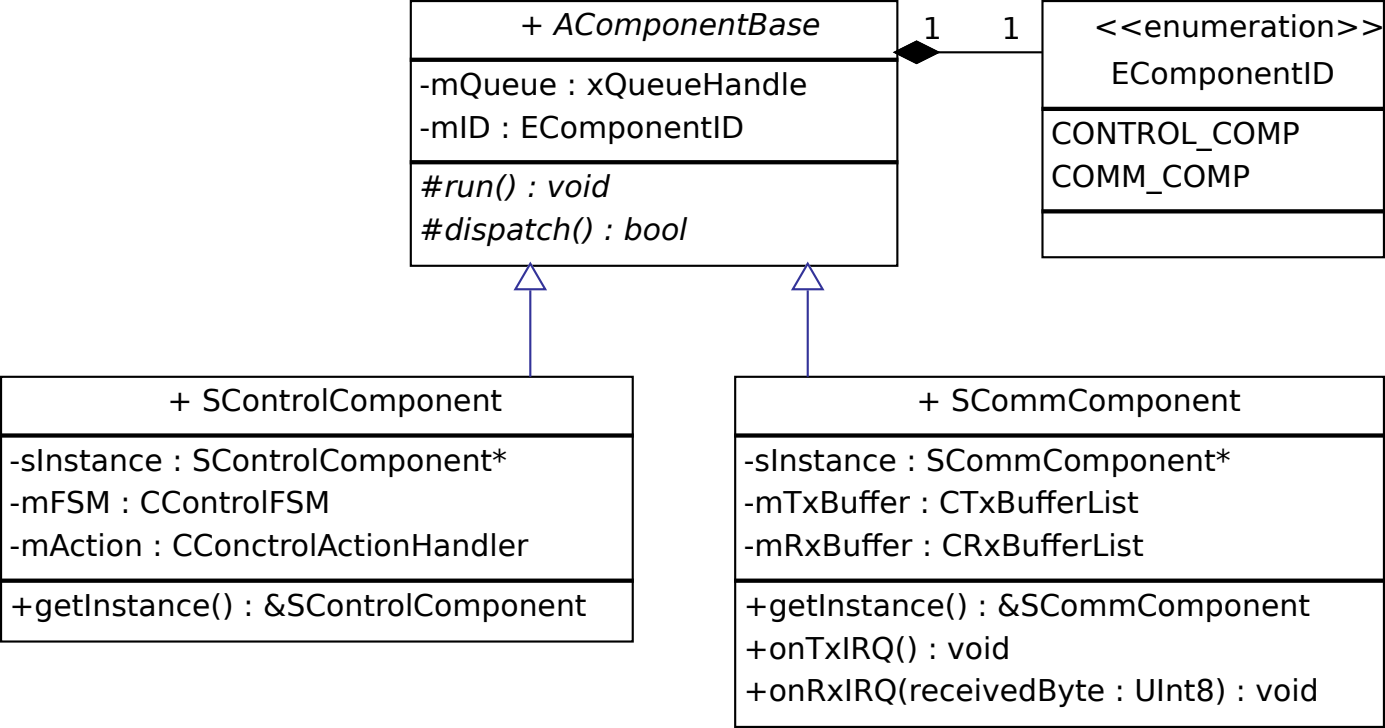 + AComponentBase
-mQueue : xQueueHandle
-mID : EComponentID
#run() : void
#dispatch() : bool
1 1
<<enumeration>>
EComponentID
CONTROL_COMP
COMM_COMP
+ SControlComponent
-sInstance : SControlComponent*
-mFSM : CControlFSM
-mAction : CConctrolActionHandler
+getInstance() : &SControlComponent
+ SCommComponent
-sInstance : SCommComponent*
-mTxBuffer : CTxBufferList
-mRxBuffer : CRxBufferList
+getInstance() : &SCommComponent
+onTxIRQ() : void
+onRxIRQ(receivedByte : UInt8) : void